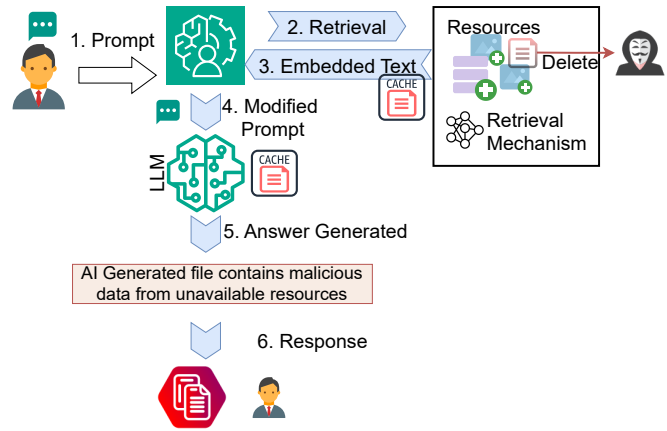 1. Prompt
2. Retrieval
3. Embedded Text
CACHE
Resources
Delete
Retrieval
Mechanism
4. Modified
Prompt
LLM
CACHE
5. Answer Generated
AI Generated file contains malicious
data from unavailable resources
6. Response